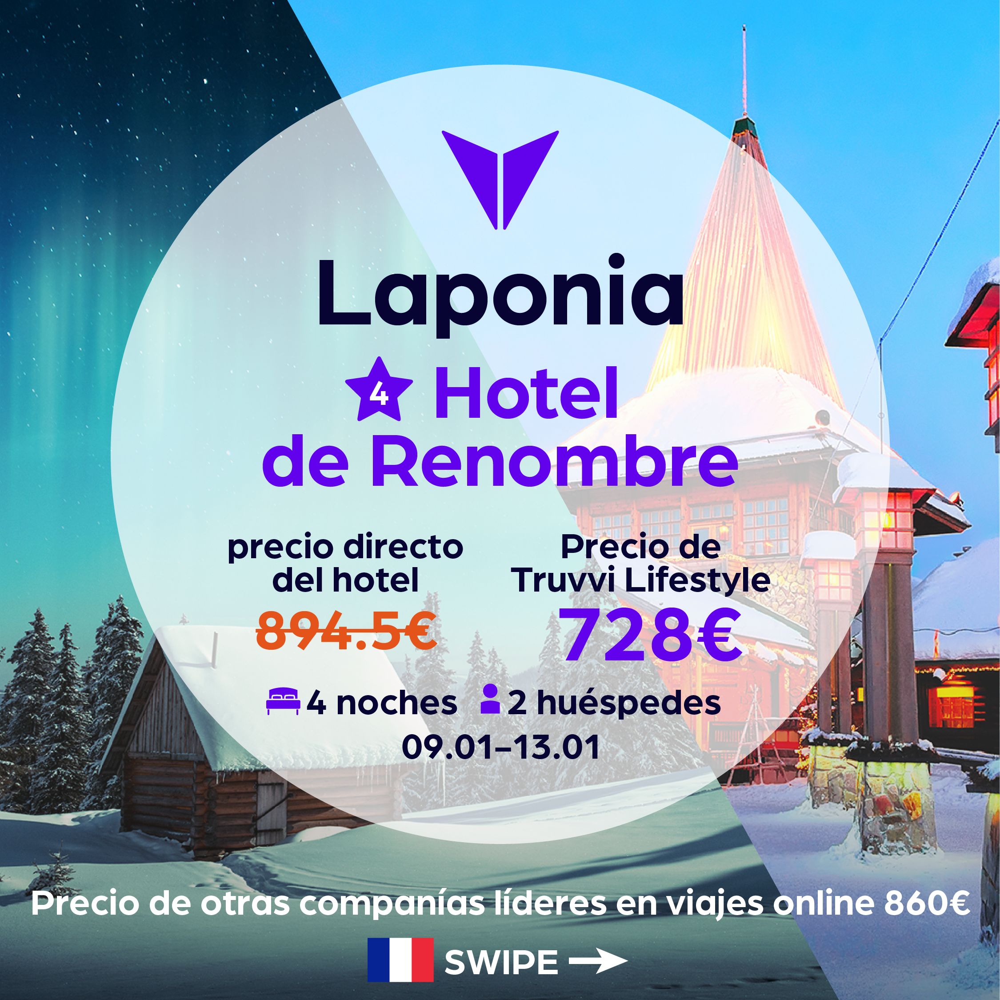 Laponia
4 Hotel
de Renombre
precio directo
del hotel
894.5€
Precio de
Truvvi Lifestyle
728€
4 noches 2 huéspedes
09.01-13.01
Precio de otras companías líderes en viajes online 860€
SWIPE